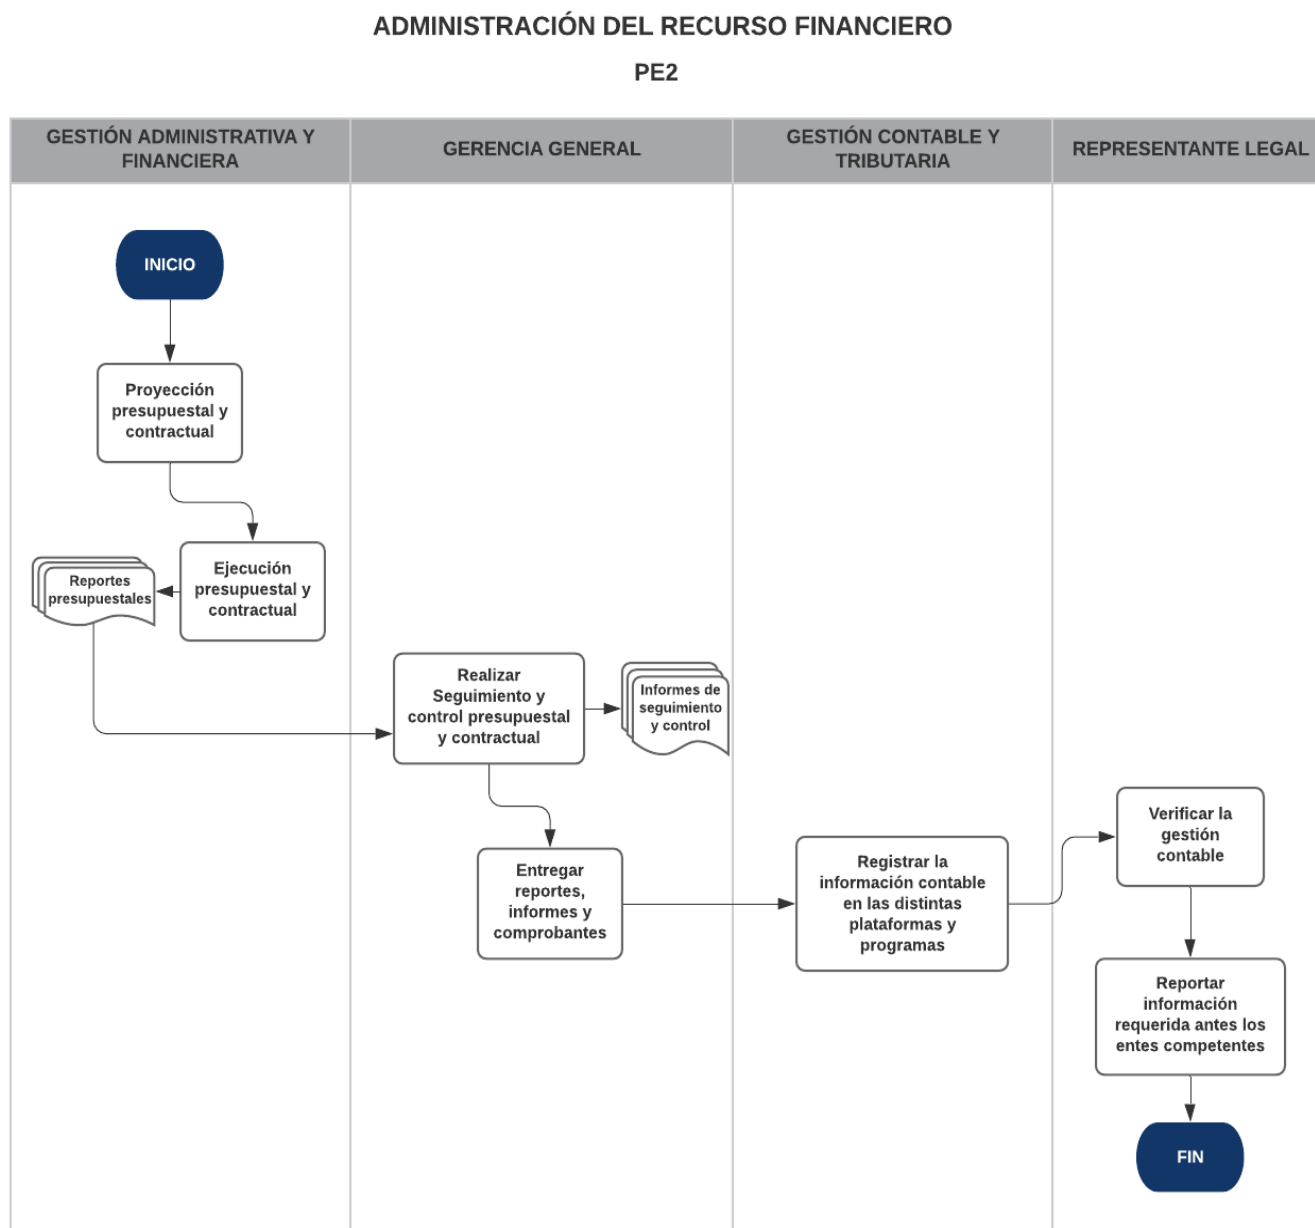 ADMINISTRACIÓN DEL RECURSO FINANCIERO
PE2
GESTIÓN ADMINISTRATIVA Y
FINANCIERA
GERENCIA GENERAL
GESTIÓN CONTABLE Y
TRIBUTARIA
REPRESENTANTE LEGAL
INICIO
Proyección
presupuestal y
contractual
Ejecución
presupuestal y
contractual
Reportes
presupuestales
Realizar
Seguimiento y
control presupuestal
y contractual
Informes de
seguimiento
y control
Entregar
reportes,
informes y
comprobantes
Registrar la
información contable
en las distintas
plataformas y
programas
Verificar la
gestión
contable
Reportar
información
requerida antes los
entes competentes
FIN